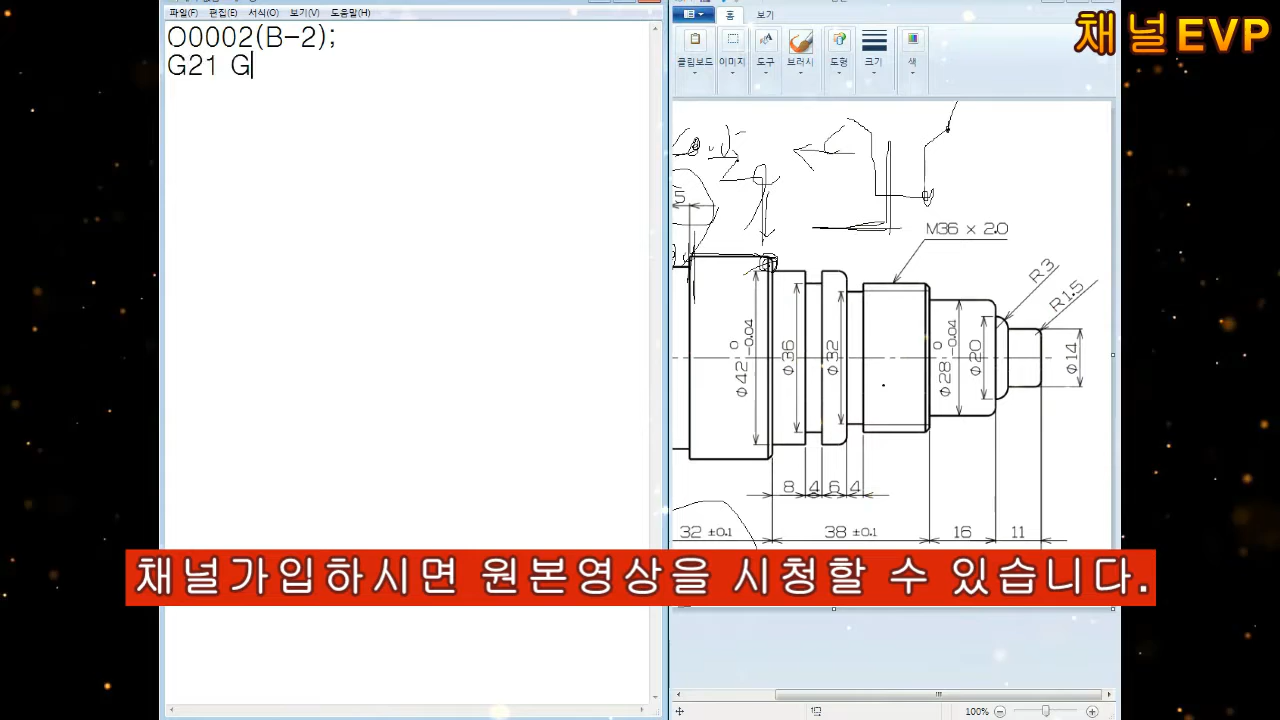 파일(F) 편집(E) 서식(O) 보기(V) 도움말(H)
O0002(B-2);
G21 G
홈 보기
클립보드 이미지 도구 브러시 도형 크기 색
채널EVP
5
M36 x 2.0
R3
R1.5
Φ42 0 -0.04
Φ36
Φ32
Φ28 0 -0.04
Φ20
Φ14
8 4 6 4
32 ±0.1 38 ±0.1 16 11
채널가입하시면 원본영상을 시청할 수 있습니다.
100%